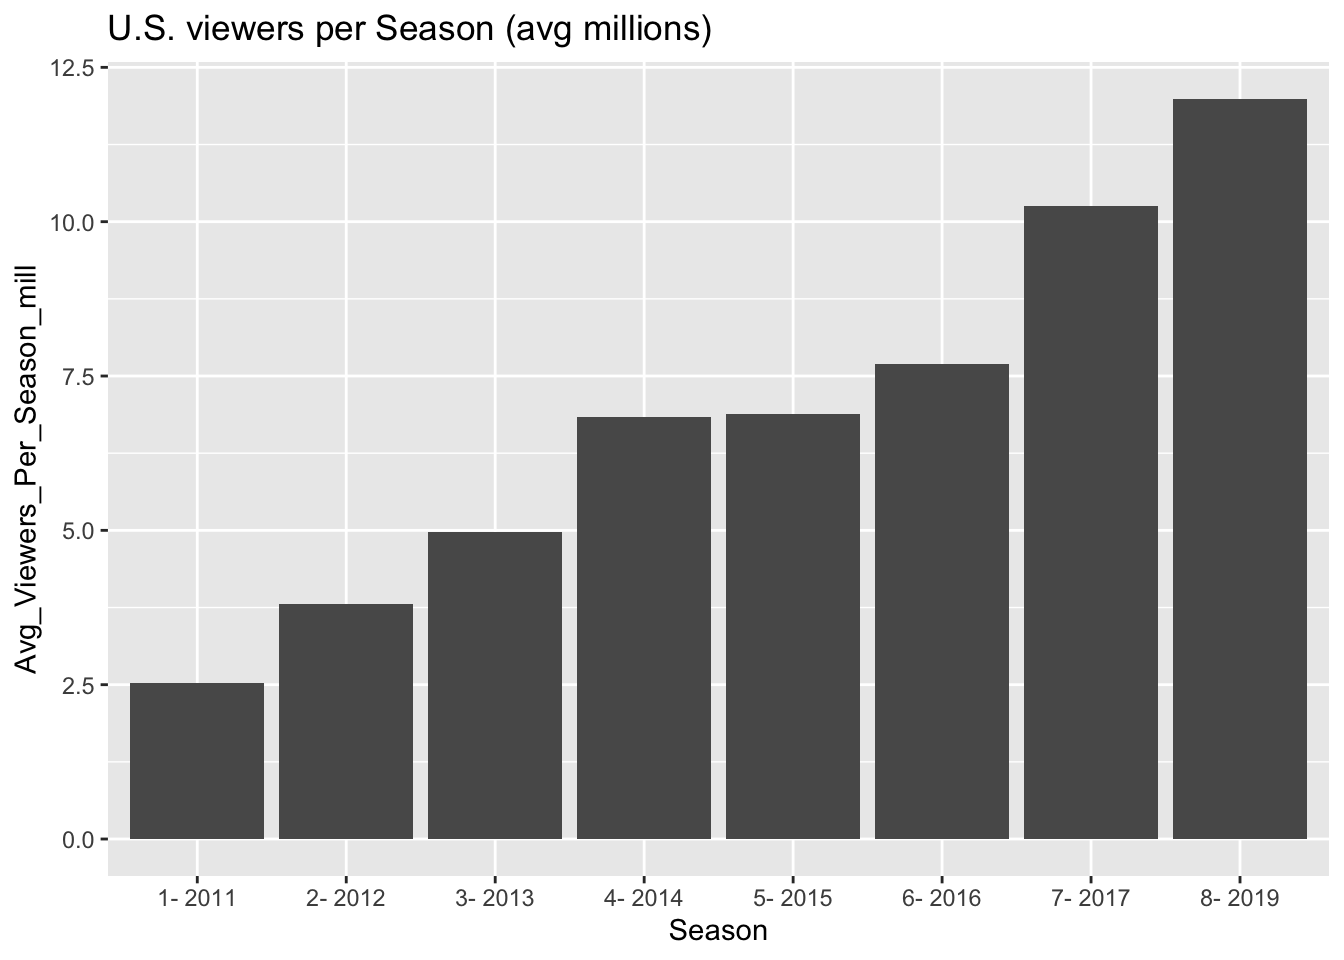 U.S. viewers per Season (avg millions)
Avg_Viewers_Per_Season_mill
12.5
10.0
7.5
5.0
2.5
0.0
1- 2011 2- 2012 3- 2013 4- 2014 5- 2015 6- 2016 7- 2017 8- 2019
Season